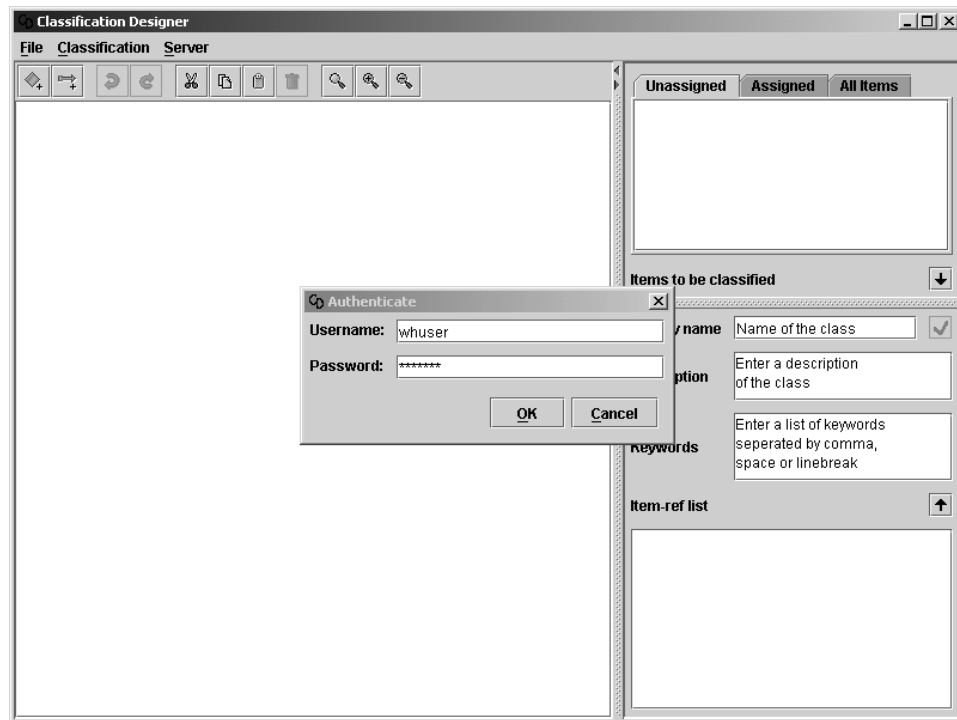 Classification Designer
File Classification Server
Unassigned Assigned All Items
Items to be classified
Authenticate
Username: whuser
Password: *******
OK Cancel
name Name of the class
ption Enter a description
of the class
Keywords Enter a list of keywords
seperated by comma,
space or linebreak
Item-ref list